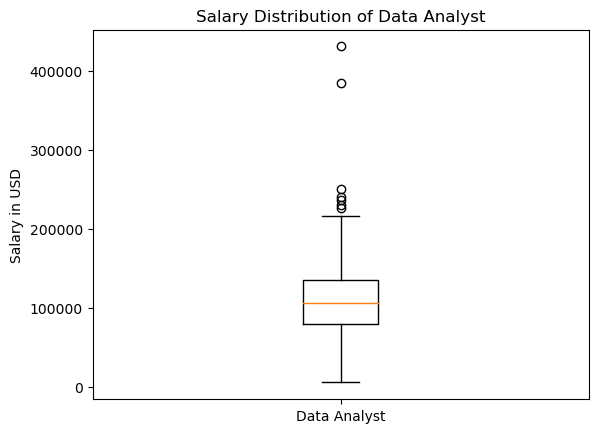 Salary Distribution of Data Analyst
400000
300000
200000
100000
0
Salary in USD
Data Analyst